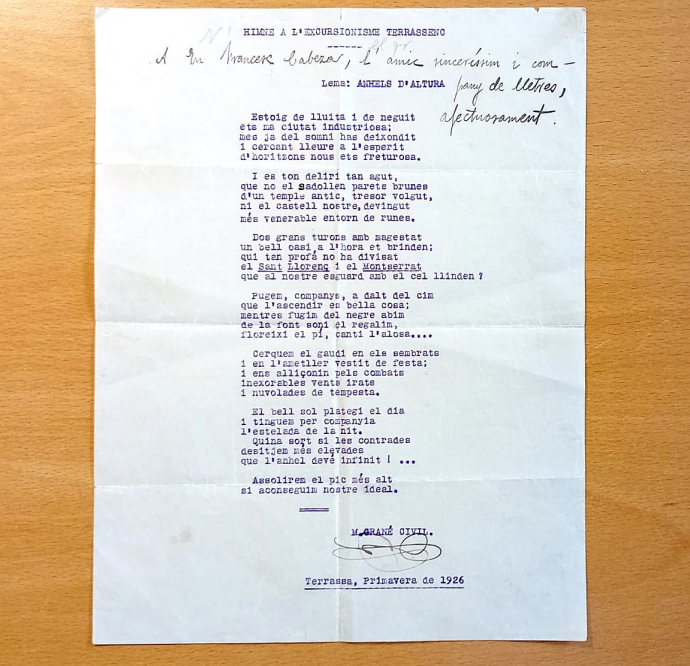 HIMNE A L'EXCURSIONISME TERRASSENC
A En Francesc Cabeza, l'amic sinceríssim i com-
pany de lletres,
afectuosament.
Lema: ANHELS D'ALTURA
Estoig de lluita i de neguit
ets ma ciutat industriosa;
mes ja del somni has deixondit
i cercant lleure a l'esperit
d'horitzons nous ets freturosa.
I es ton deliri tan agut,
que no el sadollen parets brunes
d'un temple antic, tresor volgut,
ni el castell nostre, devingut
més venerable entorn de runes.
Dos grans turons amb magestat
un bell oasi, a l'hora et brinden;
qui tan profà no ha divisat
el Sant Llorenç i el Montserrat
que al nostre esguard amb el cel llinden ?
Pugem, companys, a dalt del cim
que l'ascendir es bella cosa;
mentres fugim del negre abim
de la font soni el regalim,
floreixi el pi, canti l'alosa....
Cerquem el gaudi en els sembrats
i en l'ametller vestit de festa;
i ens alliçonin pels combats
inexorables vents irats
i nuvolades de tempesta.
El bell sol plategi el dia
i tinguem per companyia
l'estelada de la nit.
Quina sort si les contrades
desitjem més elevades
que l'anhel devé infinit ! ...
Assolirem el pic més alt
si aconseguim nostre ideal.
M. GRANÉ CIVIL.
Terrassa, Primavera de 1926